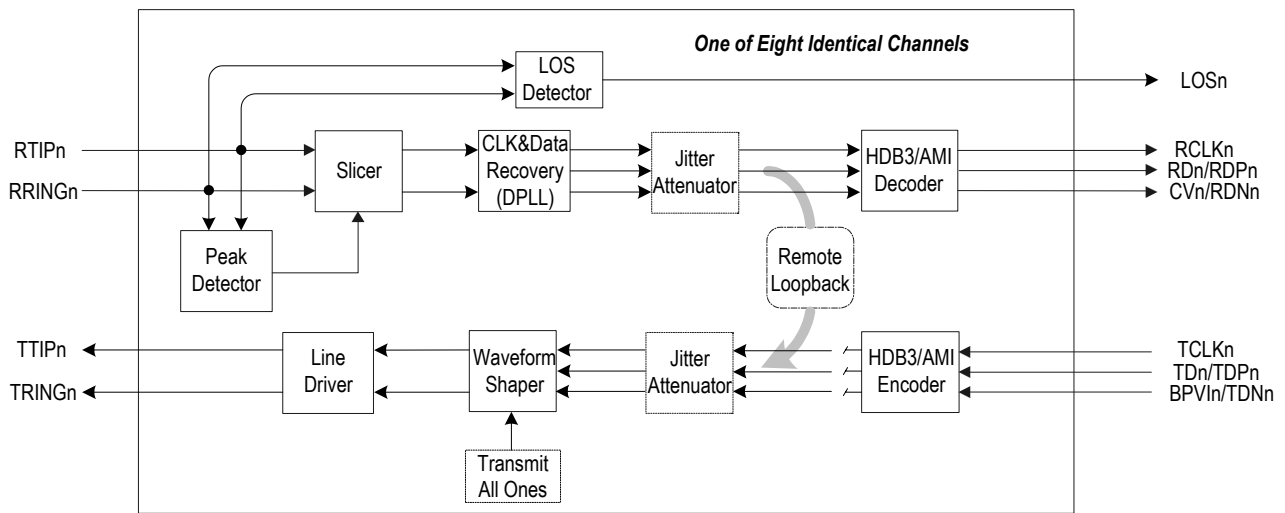 One of Eight Identical Channels
LOS
Detector
LOSn
RTIPn
RRINGn
Slicer
CLK&Data
Recovery
(DPLL)
Jitter
Attenuator
HDB3/AMI
Decoder
RCLKn
RDn/RDPn
CVn/RDNn
Peak
Detector
Remote
Loopback
TTIPn
TRINGn
Line
Driver
Waveform
Shaper
Jitter
Attenuator
HDB3/AMI
Encoder
TCLKn
TDn/TDPn
BPVIn/TDNn
Transmit
All Ones